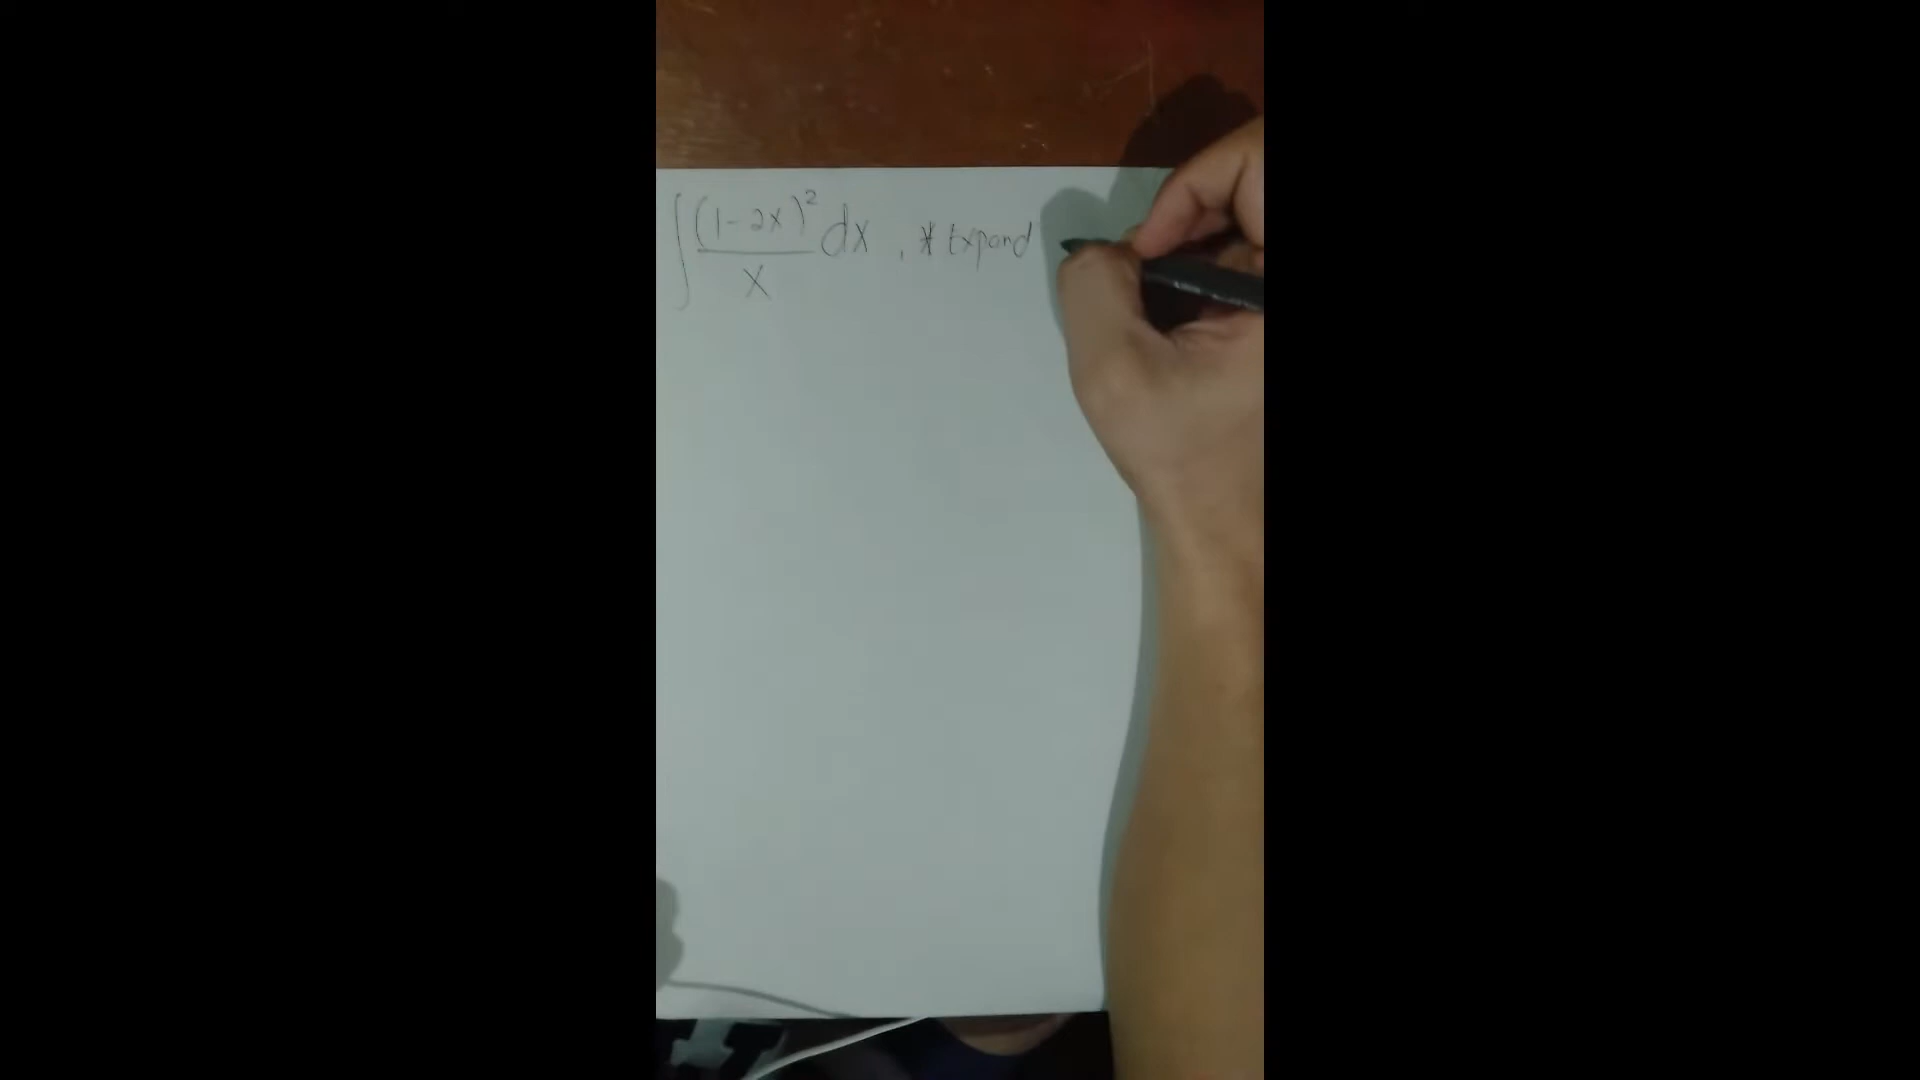 ∫ (1-2x)² / x dx , * Expand